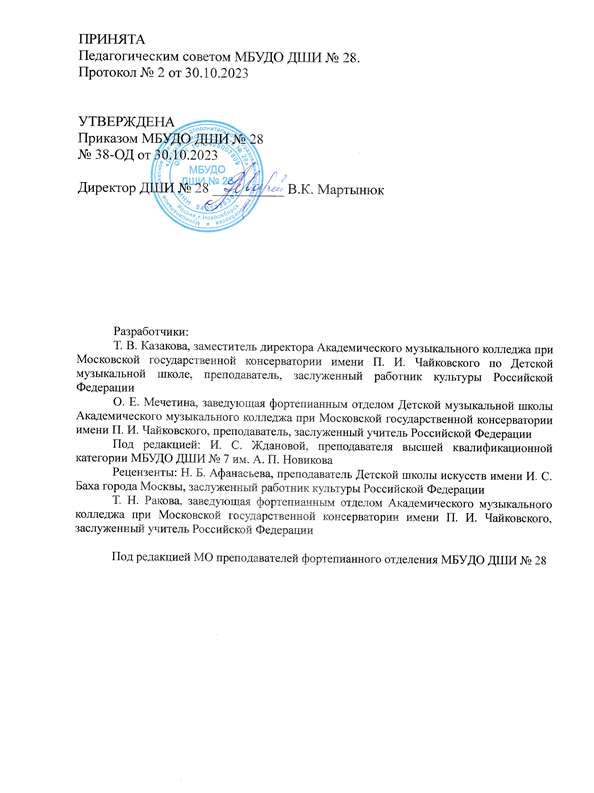 ПРИНЯТА
Педагогическим советом МБУДО ДШИ № 28.
Протокол № 2 от 30.10.2023
УТВЕРЖДЕНА
Приказом МБУДО ДШИ № 28
№ 38-ОД от 30.10.2023
МБУДО
ДШИ № 28
Россия, г. Новосибирск
Директор ДШИ № 28 __________ В.К. Мартынюк
Разработчики:
Т. В. Казакова, заместитель директора Академического музыкального колледжа при
Московской государственной консерватории имени П. И. Чайковского по Детской
музыкальной школе, преподаватель, заслуженный работник культуры Российской
Федерации
О. Е. Мечетина, заведующая фортепианным отделом Детской музыкальной школы
Академического музыкального колледжа при Московской государственной консерватории
имени П. И. Чайковского, преподаватель, заслуженный учитель Российской Федерации
Под редакцией: И. С. Ждановой, преподавателя высшей квалификационной
категории МБУДО ДШИ № 7 им. А. П. Новикова
Рецензенты: Н. Б. Афанасьева, преподаватель Детской школы искусств имени И. С.
Баха города Москвы, заслуженный работник культуры Российской Федерации
Т. Н. Ракова, заведующая фортепианным отделом Академического музыкального
колледжа при Московской государственной консерватории имени П. И. Чайковского,
заслуженный учитель Российской Федерации
Под редакцией МО преподавателей фортепианного отделения МБУДО ДШИ № 28